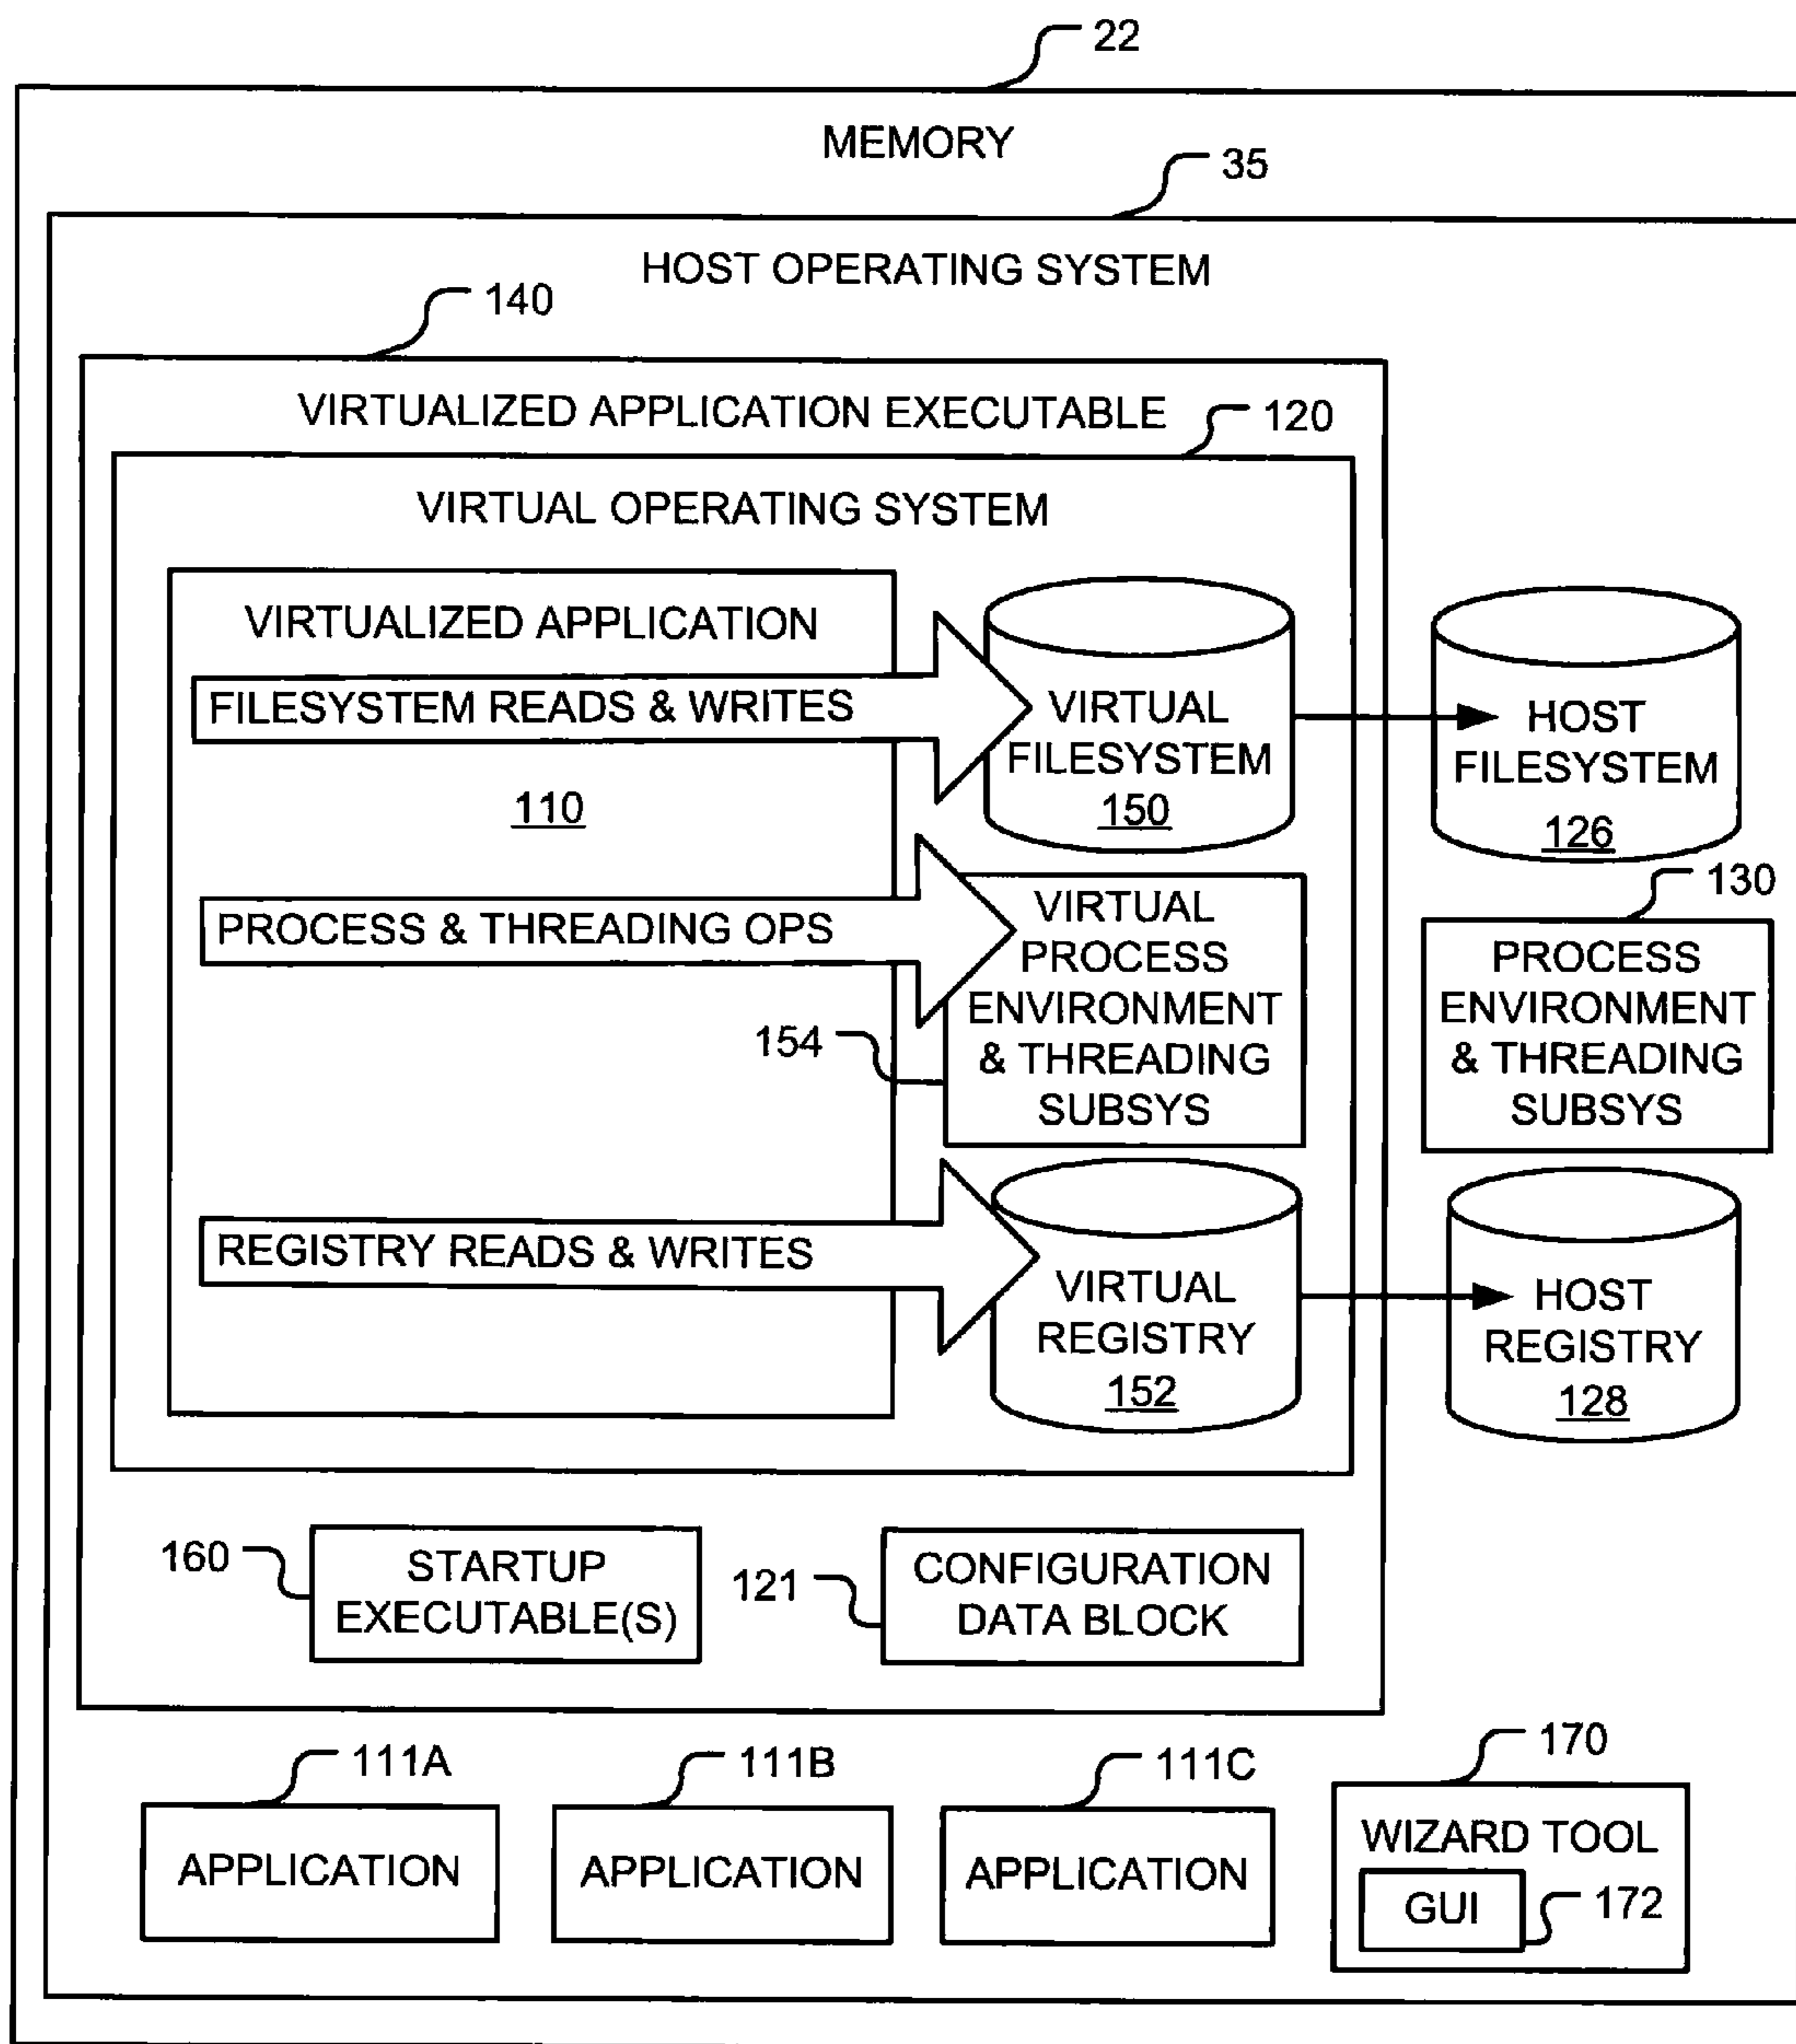 22
MEMORY
35
HOST OPERATING SYSTEM
140
VIRTUALIZED APPLICATION EXECUTABLE
120
VIRTUAL OPERATING SYSTEM
VIRTUALIZED APPLICATION
FILESYSTEM READS & WRITES
110
VIRTUAL
FILESYSTEM
150
HOST
FILESYSTEM
126
PROCESS & THREADING OPS
154
VIRTUAL
PROCESS
ENVIRONMENT
& THREADING
SUBSYS
130
PROCESS
ENVIRONMENT
& THREADING
SUBSYS
REGISTRY READS & WRITES
VIRTUAL
REGISTRY
152
HOST
REGISTRY
128
160
STARTUP
EXECUTABLE(S)
121
CONFIGURATION
DATA BLOCK
111A
APPLICATION
111B
APPLICATION
111C
APPLICATION
170
WIZARD TOOL
GUI
172